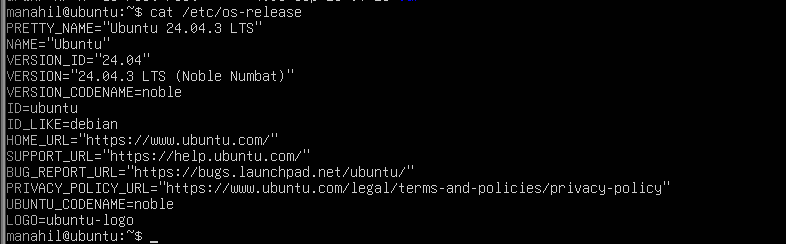 manahil@ubuntu:~$ cat /etc/os-release
PRETTY_NAME="Ubuntu 24.04.3 LTS"
NAME="Ubuntu"
VERSION_ID="24.04"
VERSION="24.04.3 LTS (Noble Numbat)"
VERSION_CODENAME=noble
ID=ubuntu
ID_LIKE=debian
HOME_URL="https://www.ubuntu.com/"
SUPPORT_URL="https://help.ubuntu.com/"
BUG_REPORT_URL="https://bugs.launchpad.net/ubuntu/"
PRIVACY_POLICY_URL="https://www.ubuntu.com/legal/terms-and-policies/privacy-policy"
UBUNTU_CODENAME=noble
LOGO=ubuntu-logo
manahil@ubuntu:~$ _